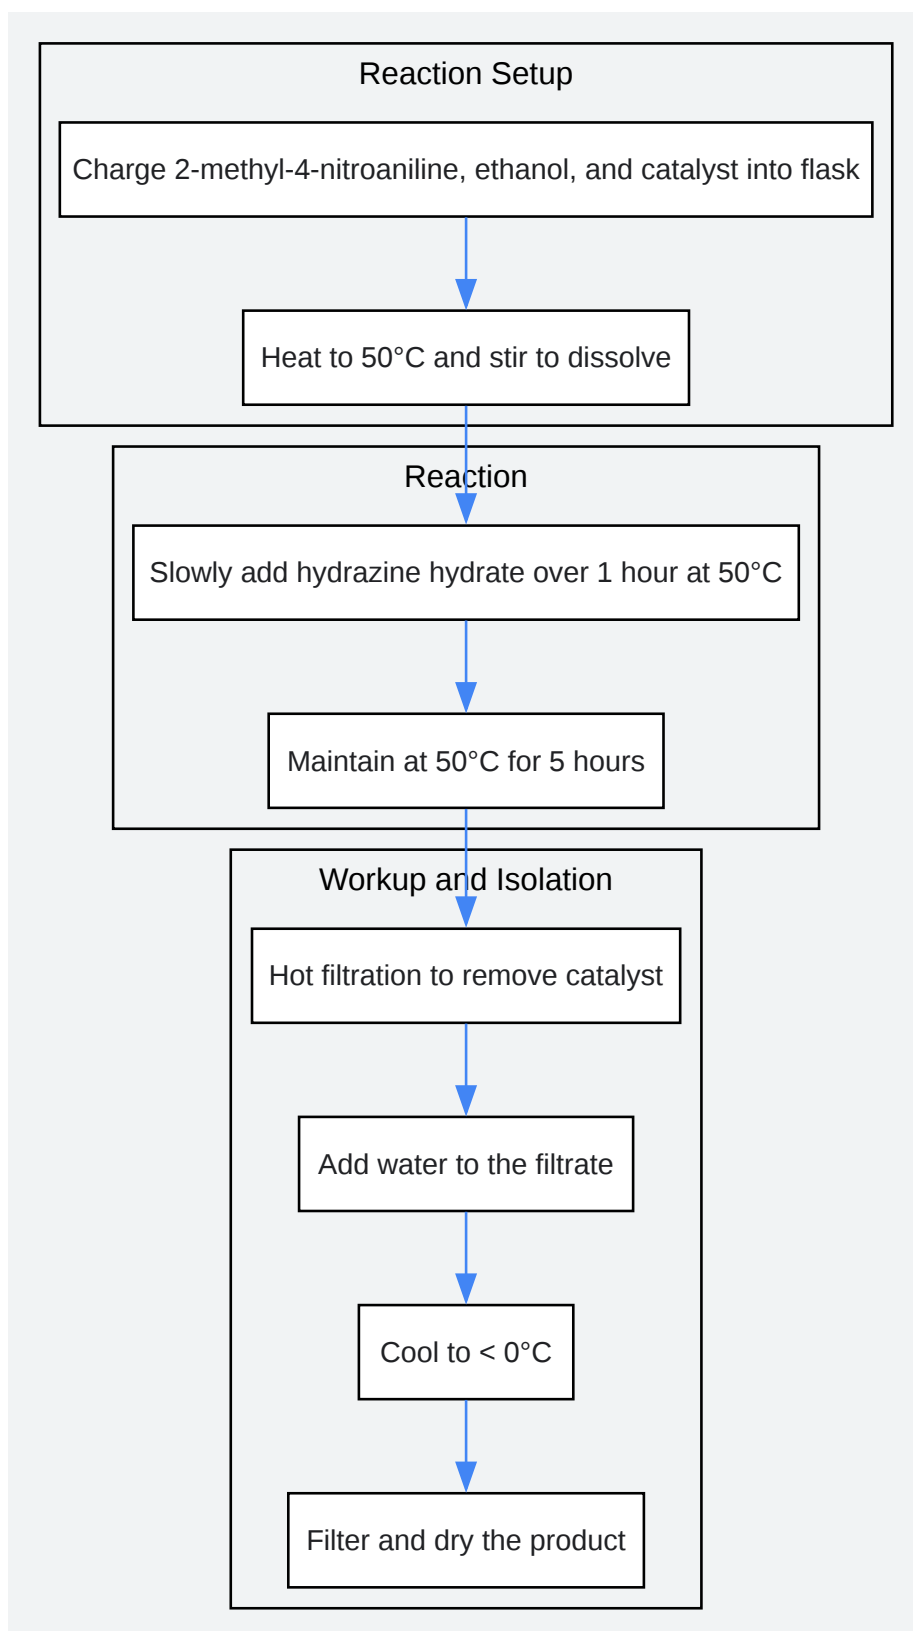 Reaction Setup
Charge 2-methyl-4-nitroaniline, ethanol, and catalyst into flask
Heat to 50°C and stir to dissolve
Reaction
Slowly add hydrazine hydrate over 1 hour at 50°C
Maintain at 50°C for 5 hours
Workup and Isolation
Hot filtration to remove catalyst
Add water to the filtrate
Cool to < 0°C
Filter and dry the product